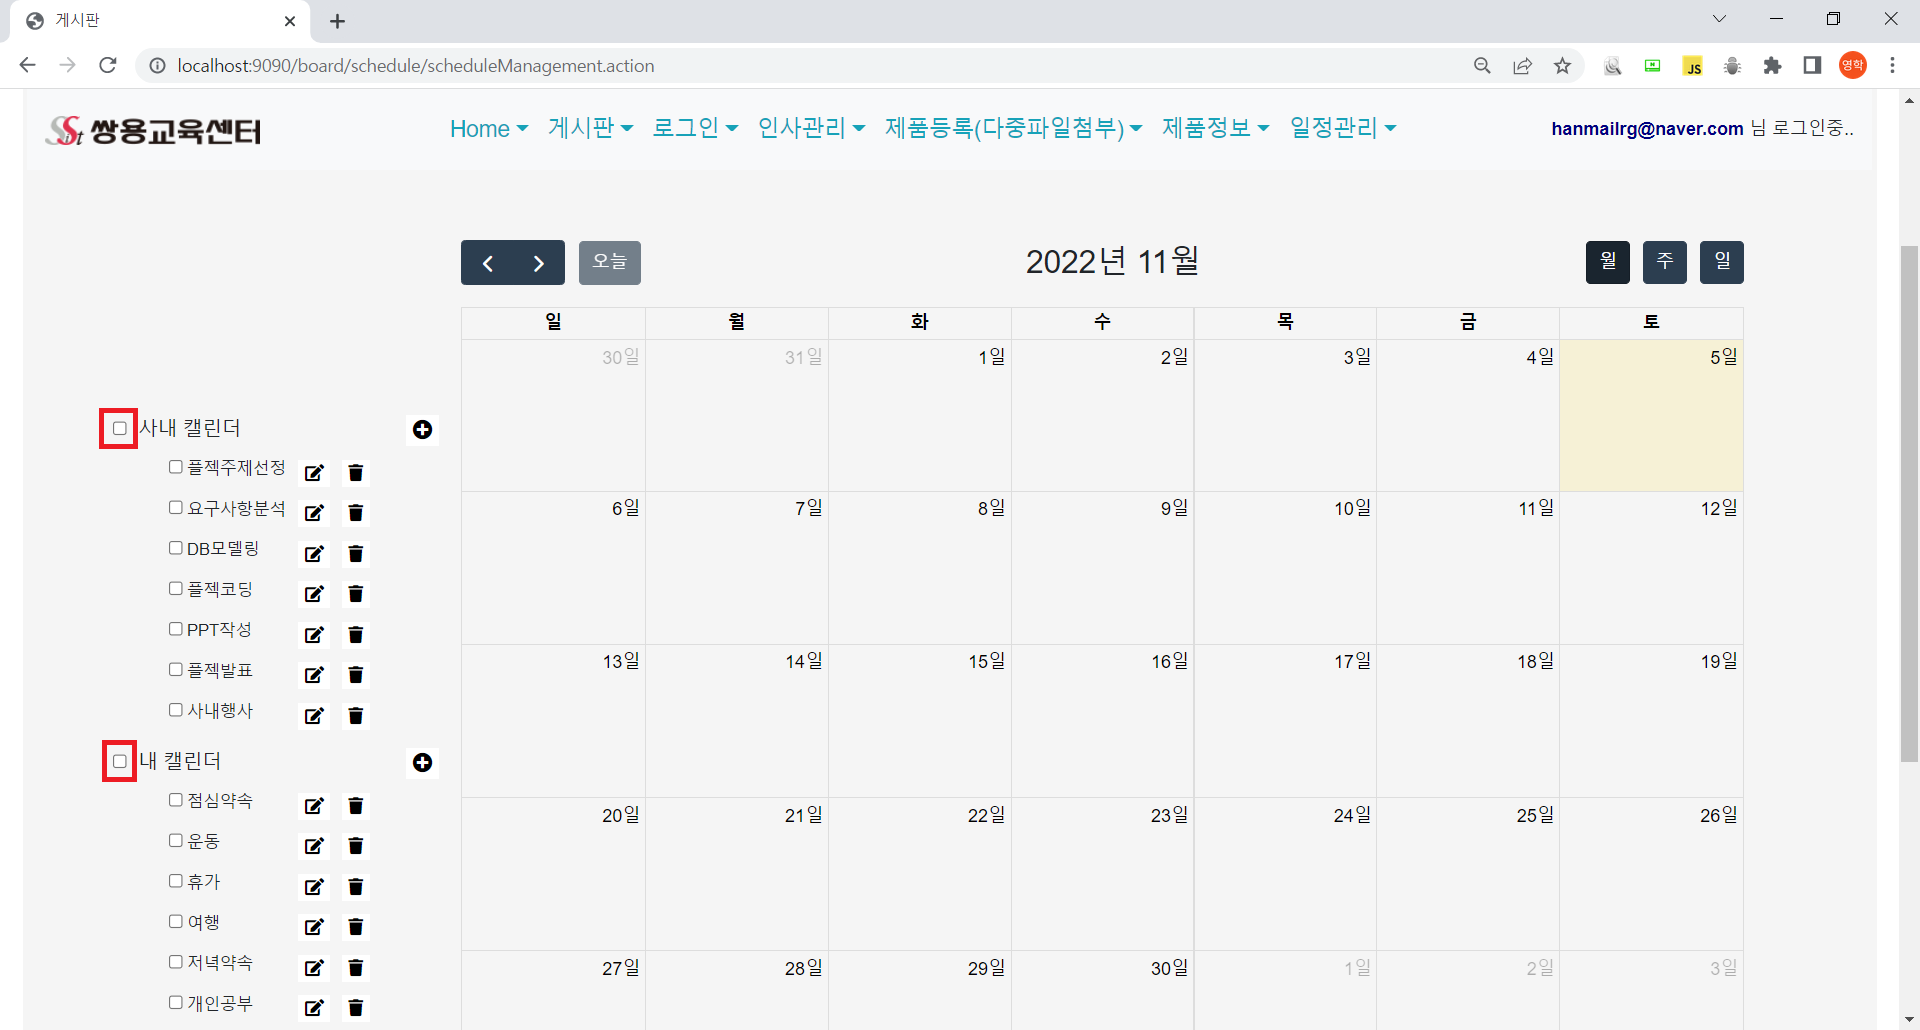 게시판
localhost:9090/board/schedule/scheduleManagement.action
JS
영학
SSist 쌍용교육센터
Home 게시판 로그인 인사관리 제품등록(다중파일첨부) 제품정보 일정관리
hanmailrg@naver.com 님 로그인중..
오늘
2022년 11월
월 주 일
일 월 화 수 목 금 토
30일 31일 1일 2일 3일 4일 5일
6일 7일 8일 9일 10일 11일 12일
13일 14일 15일 16일 17일 18일 19일
20일 21일 22일 23일 24일 25일 26일
27일 28일 29일 30일 1일 2일 3일
사내 캘린더
플젝주제선정
요구사항분석
DB모델링
플젝코딩
PPT작성
플젝발표
사내행사
내 캘린더
점심약속
운동
휴가
여행
저녁약속
개인공부